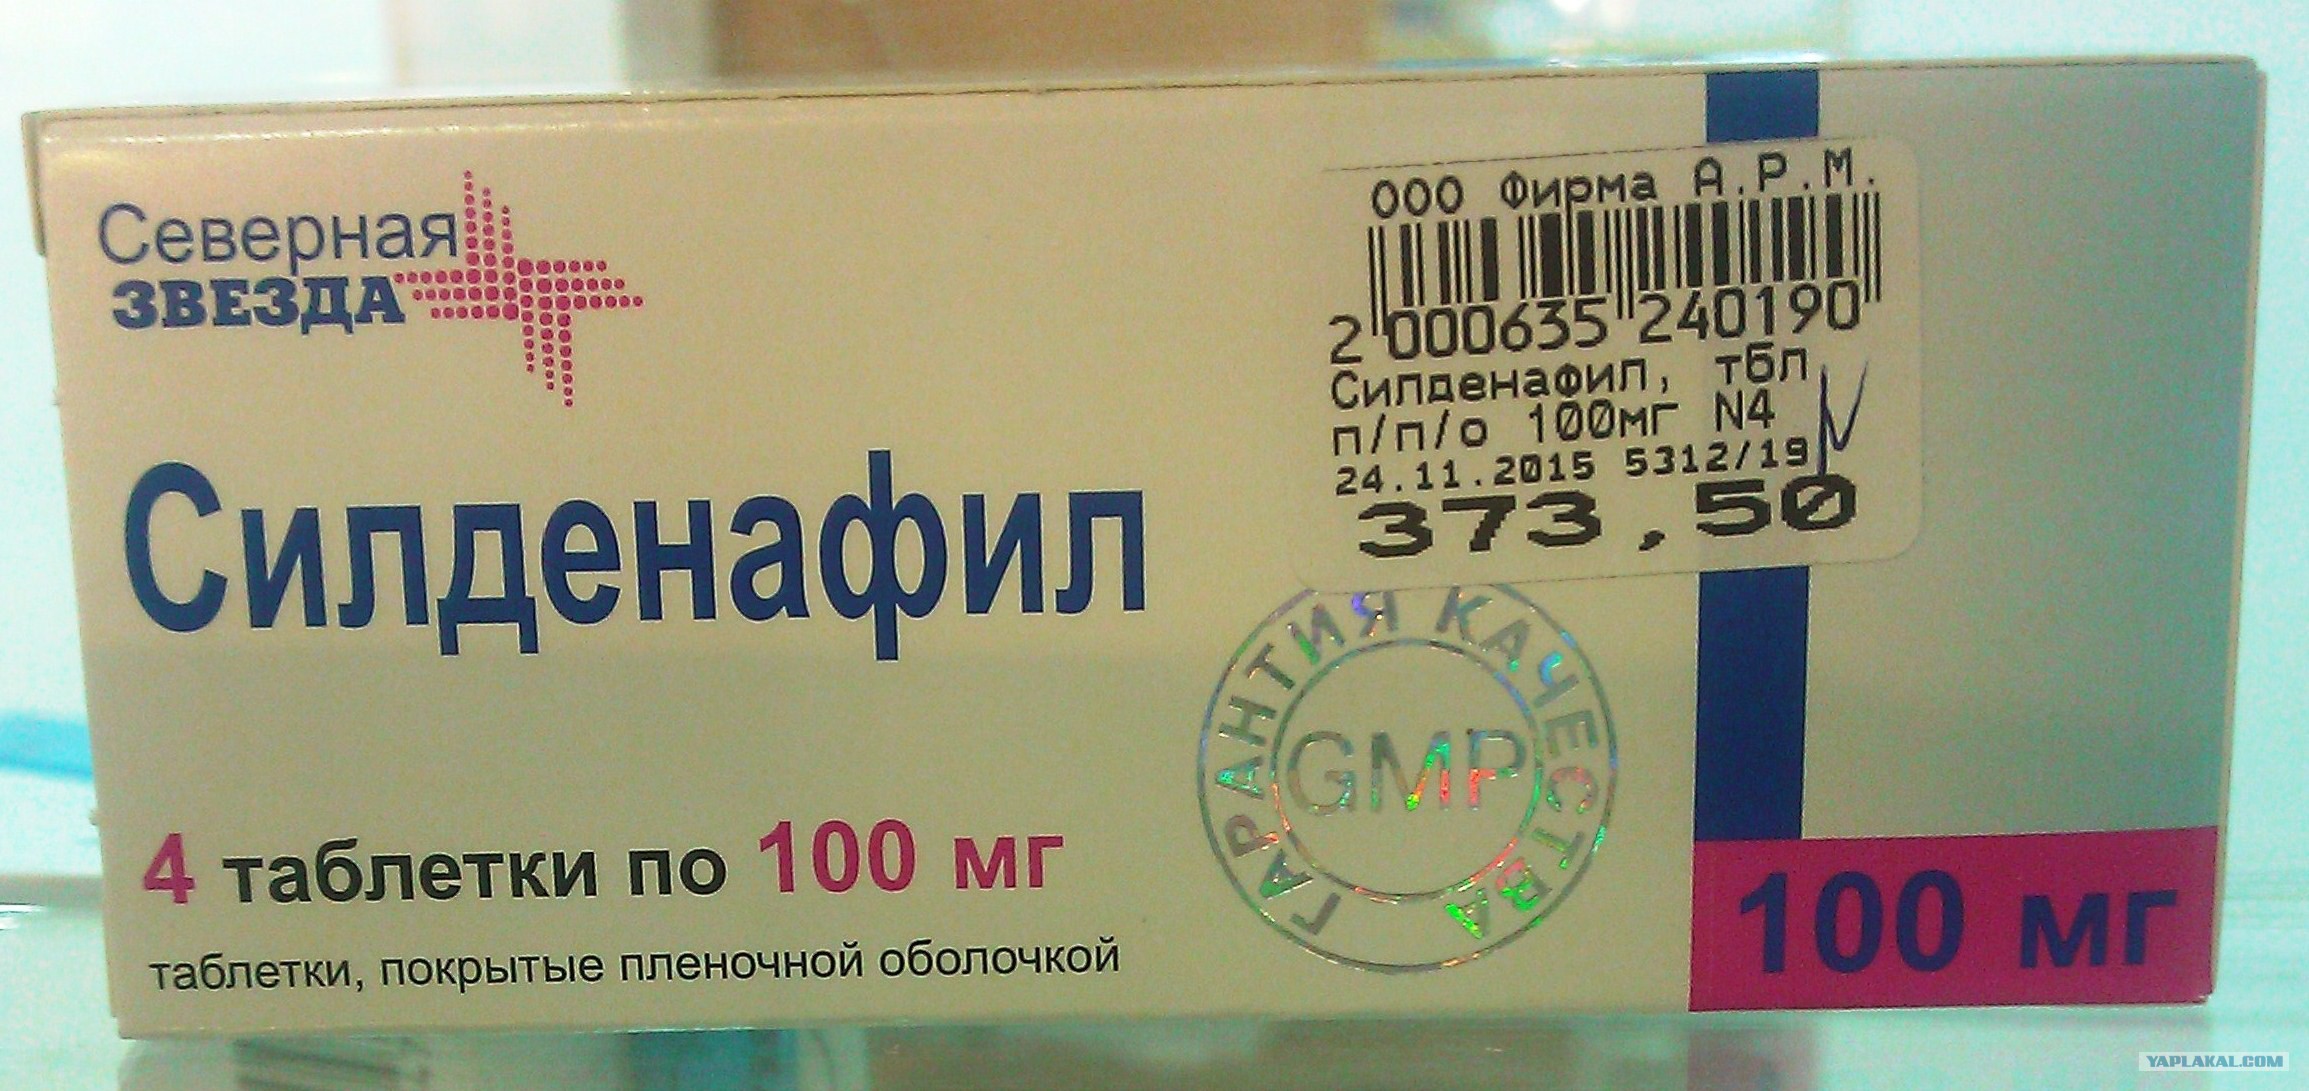 Северная
ЗВЕЗДА
Силденафил
4 таблетки по 100 мг
таблетки, покрытые пленочной оболочкой
ООО Фирма А.Р.М.
2 000635 240190
Силденафил, тбл
п/п/о 100мг N4
24.11.2015 5312/19
373,50
ГАРАНТИЯ КАЧЕСТВА
GMP
100 мг
YAPLAKAL.COM